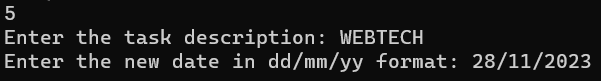 5
Enter the task description: WEBTECH
Enter the new date in dd/mm/yy format: 28/11/2023